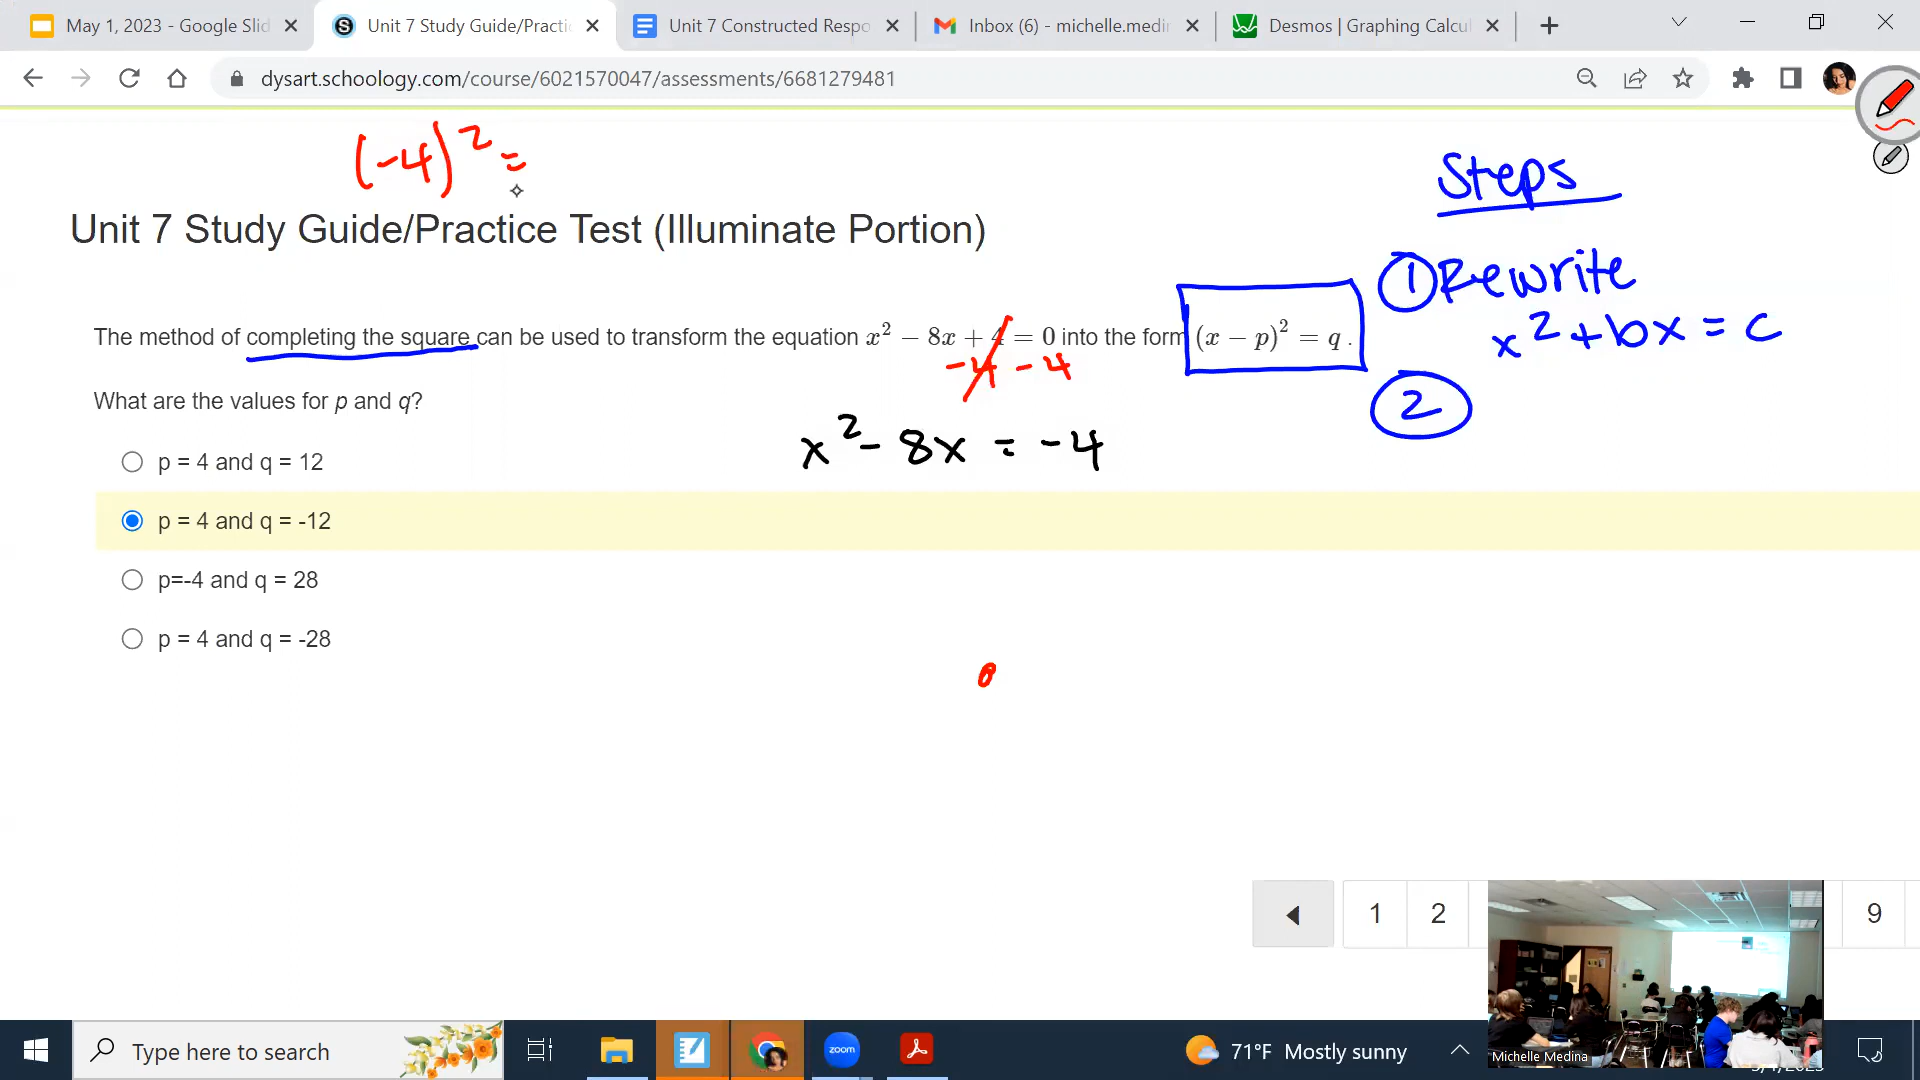 May 1, 2023 - Google Slid
Unit 7 Study Guide/Practi
Unit 7 Constructed Respo
Inbox (6) - michelle.medin
Desmos | Graphing Calcul
dysart.schoology.com/course/6021570047/assessments/6681279481
(-4)² =
Steps
Unit 7 Study Guide/Practice Test (Illuminate Portion)
① Rewrite
x² + bx = c
The method of completing the square can be used to transform the equation x² − 8x + 4 = 0 into the form (x − p)² = q .
-4 -4
②
What are the values for p and q?
x² - 8x = -4
p = 4 and q = 12
p = 4 and q = -12
p=-4 and q = 28
p = 4 and q = -28
1 2 9
Type here to search
zoom
71°F Mostly sunny
Michelle Medina